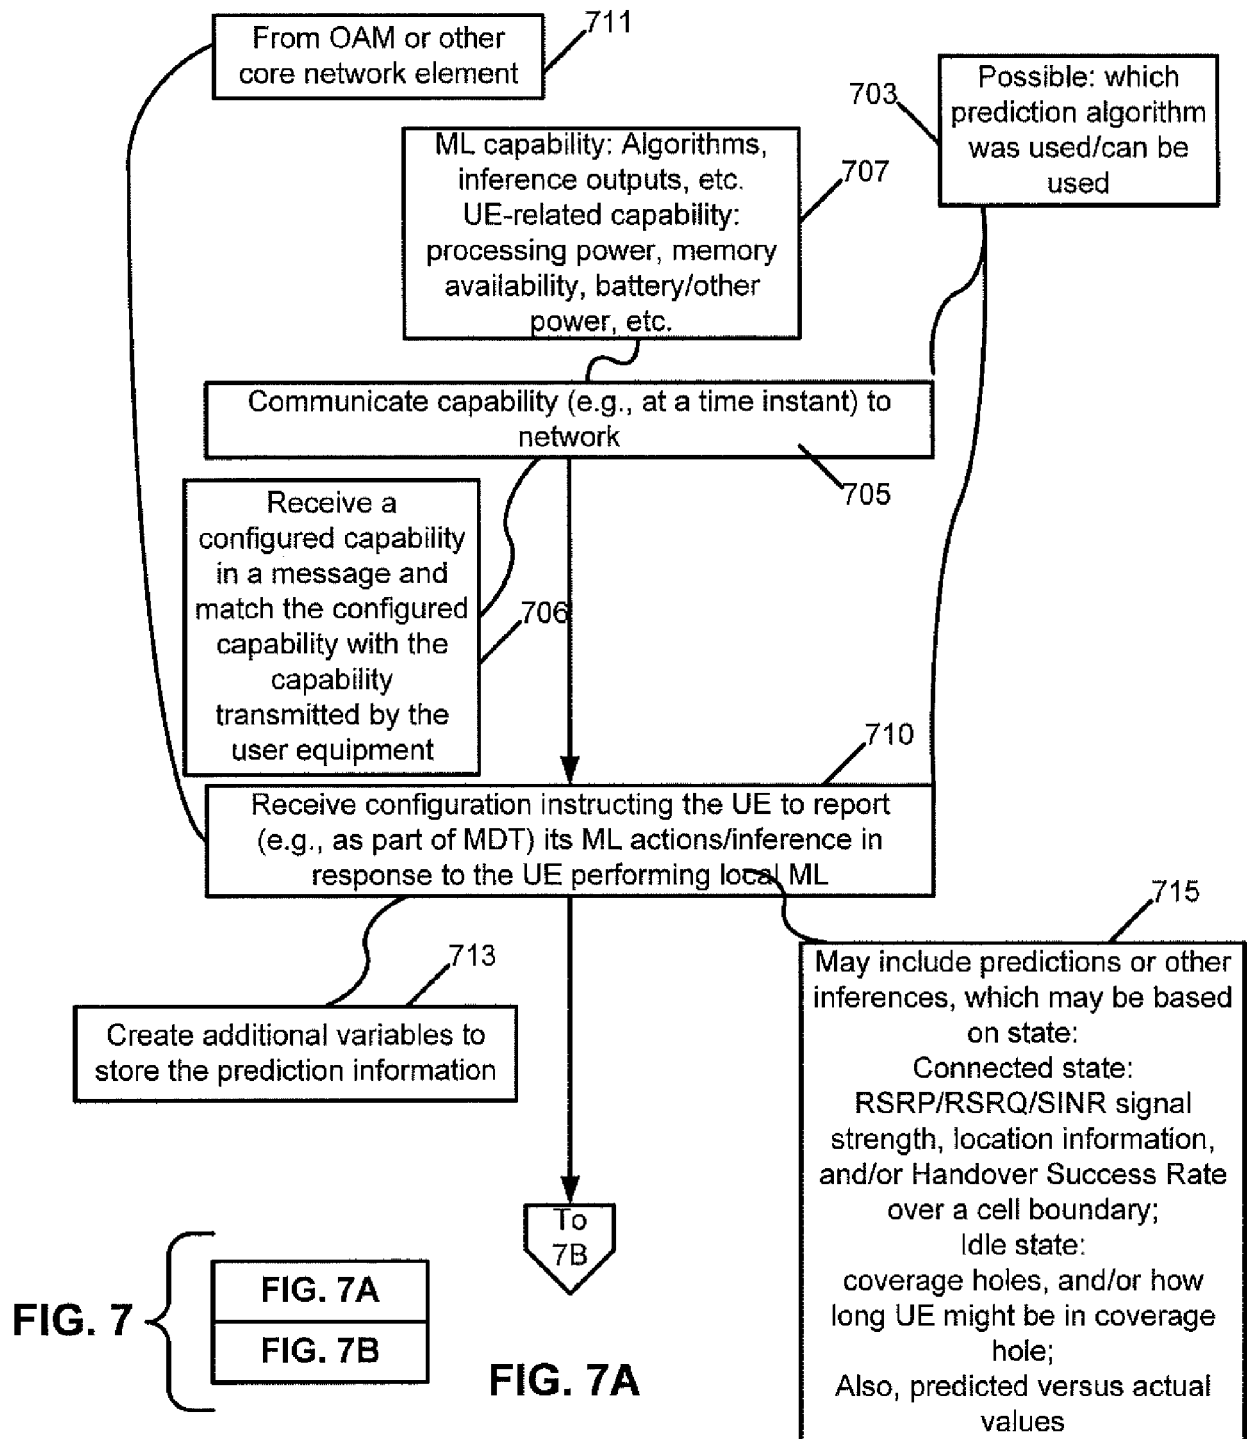 From OAM or other
core network element
711
Possible: which
prediction algorithm
was used/can be
used
703
ML capability: Algorithms,
inference outputs, etc.
UE-related capability:
processing power, memory
availability, battery/other
power, etc.
707
Communicate capability (e.g., at a time instant) to
network
705
Receive a
configured capability
in a message and
match the configured
capability with the
capability
transmitted by the
user equipment
706
710
Receive configuration instructing the UE to report
(e.g., as part of MDT) its ML actions/inference in
response to the UE performing local ML
713
Create additional variables to
store the prediction information
715
May include predictions or other
inferences, which may be based
on state:
Connected state:
RSRP/RSRQ/SINR signal
strength, location information,
and/or Handover Success Rate
over a cell boundary;
Idle state:
coverage holes, and/or how
long UE might be in coverage
hole;
Also, predicted versus actual
values
To
7B
FIG. 7
FIG. 7A
FIG. 7B
FIG. 7A